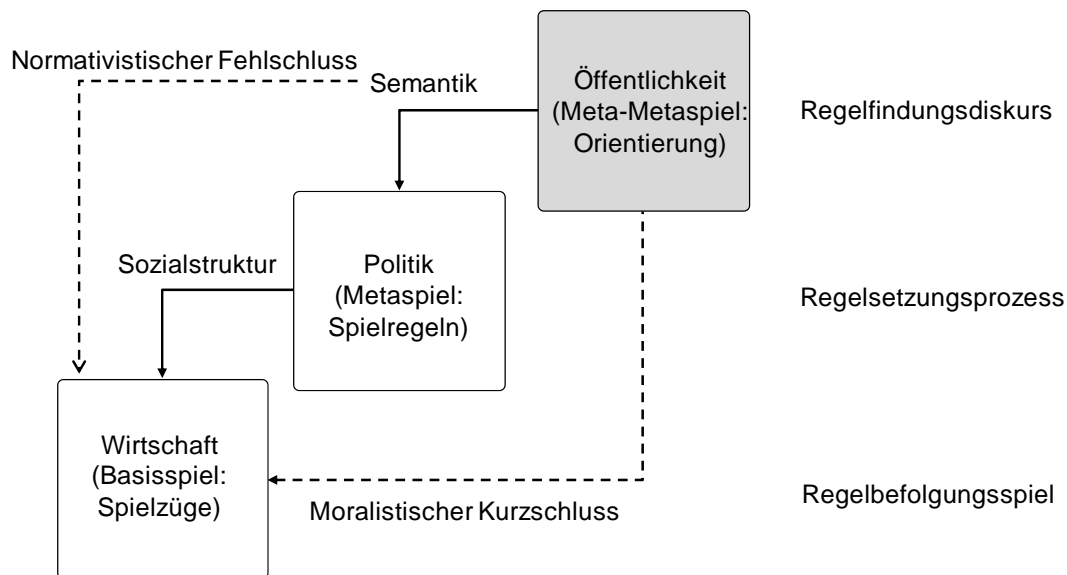 Normativistischer Fehlschluss
Semantik
Öffentlichkeit
(Meta-Metaspiel:
Orientierung)
Regelfindungsdiskurs
Sozialstruktur
Politik
(Metaspiel:
Spielregeln)
Regelsetzungsprozess
Wirtschaft
(Basisspiel:
Spielzüge)
Moralistischer Kurzschluss
Regelbefolgungsspiel